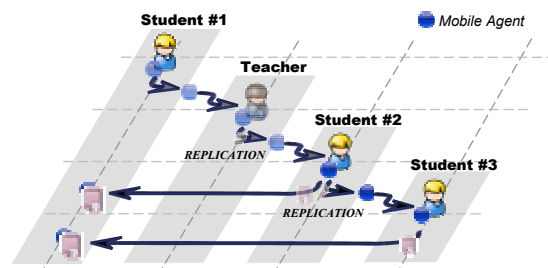 Student #1
Mobile Agent
Teacher
Student #2
REPLICATION
Student #3
REPLICATION